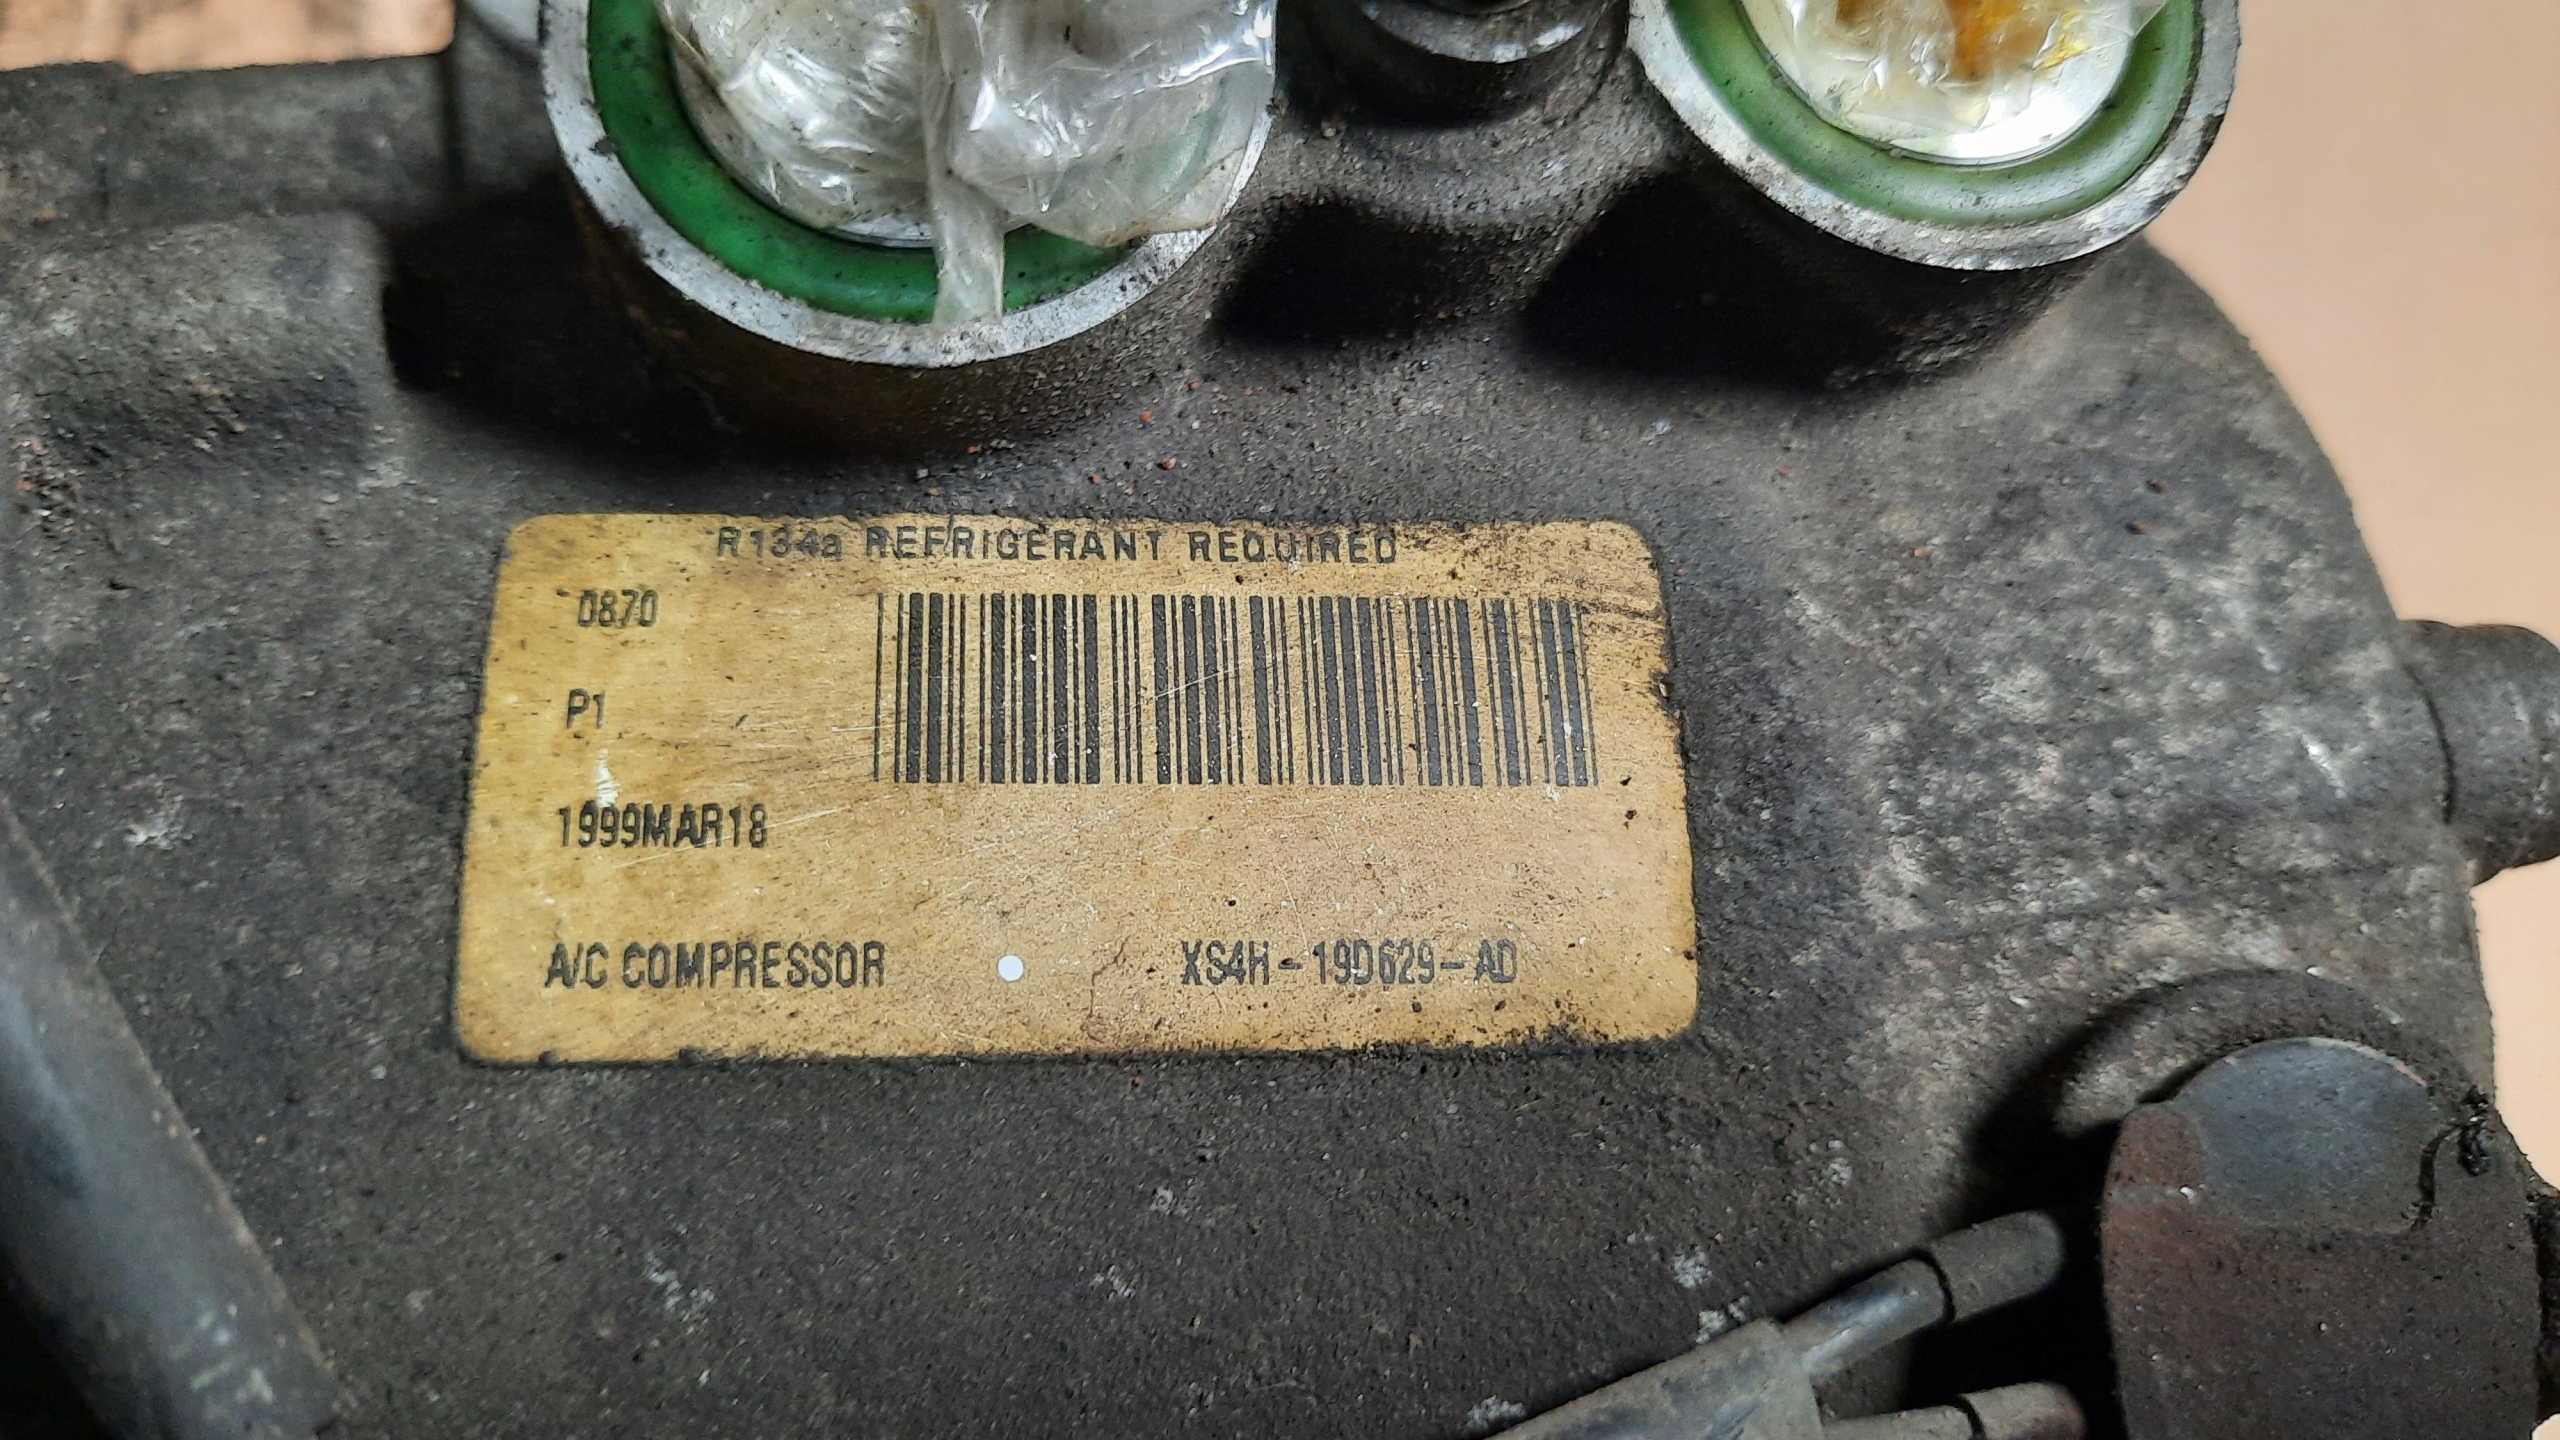 R134a REFRIGERANT REQUIRED
0870
P1
1999MAR18
A/C COMPRESSOR XS4H-19D629-AD